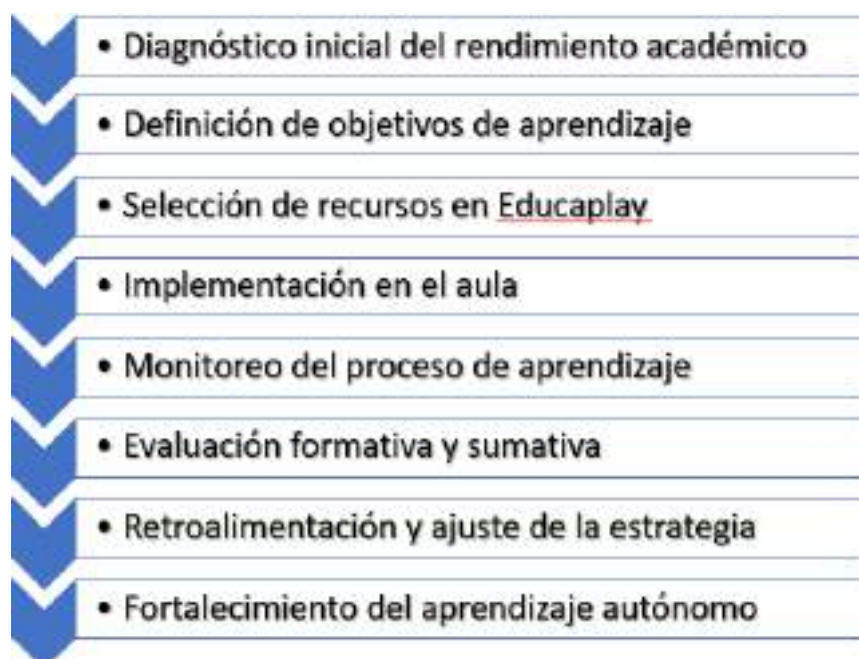 • Diagnóstico inicial del rendimiento académico
• Definición de objetivos de aprendizaje
• Selección de recursos en Educaplay
• Implementación en el aula
• Monitoreo del proceso de aprendizaje
• Evaluación formativa y sumativa
• Retroalimentación y ajuste de la estrategia
• Fortalecimiento del aprendizaje autónomo